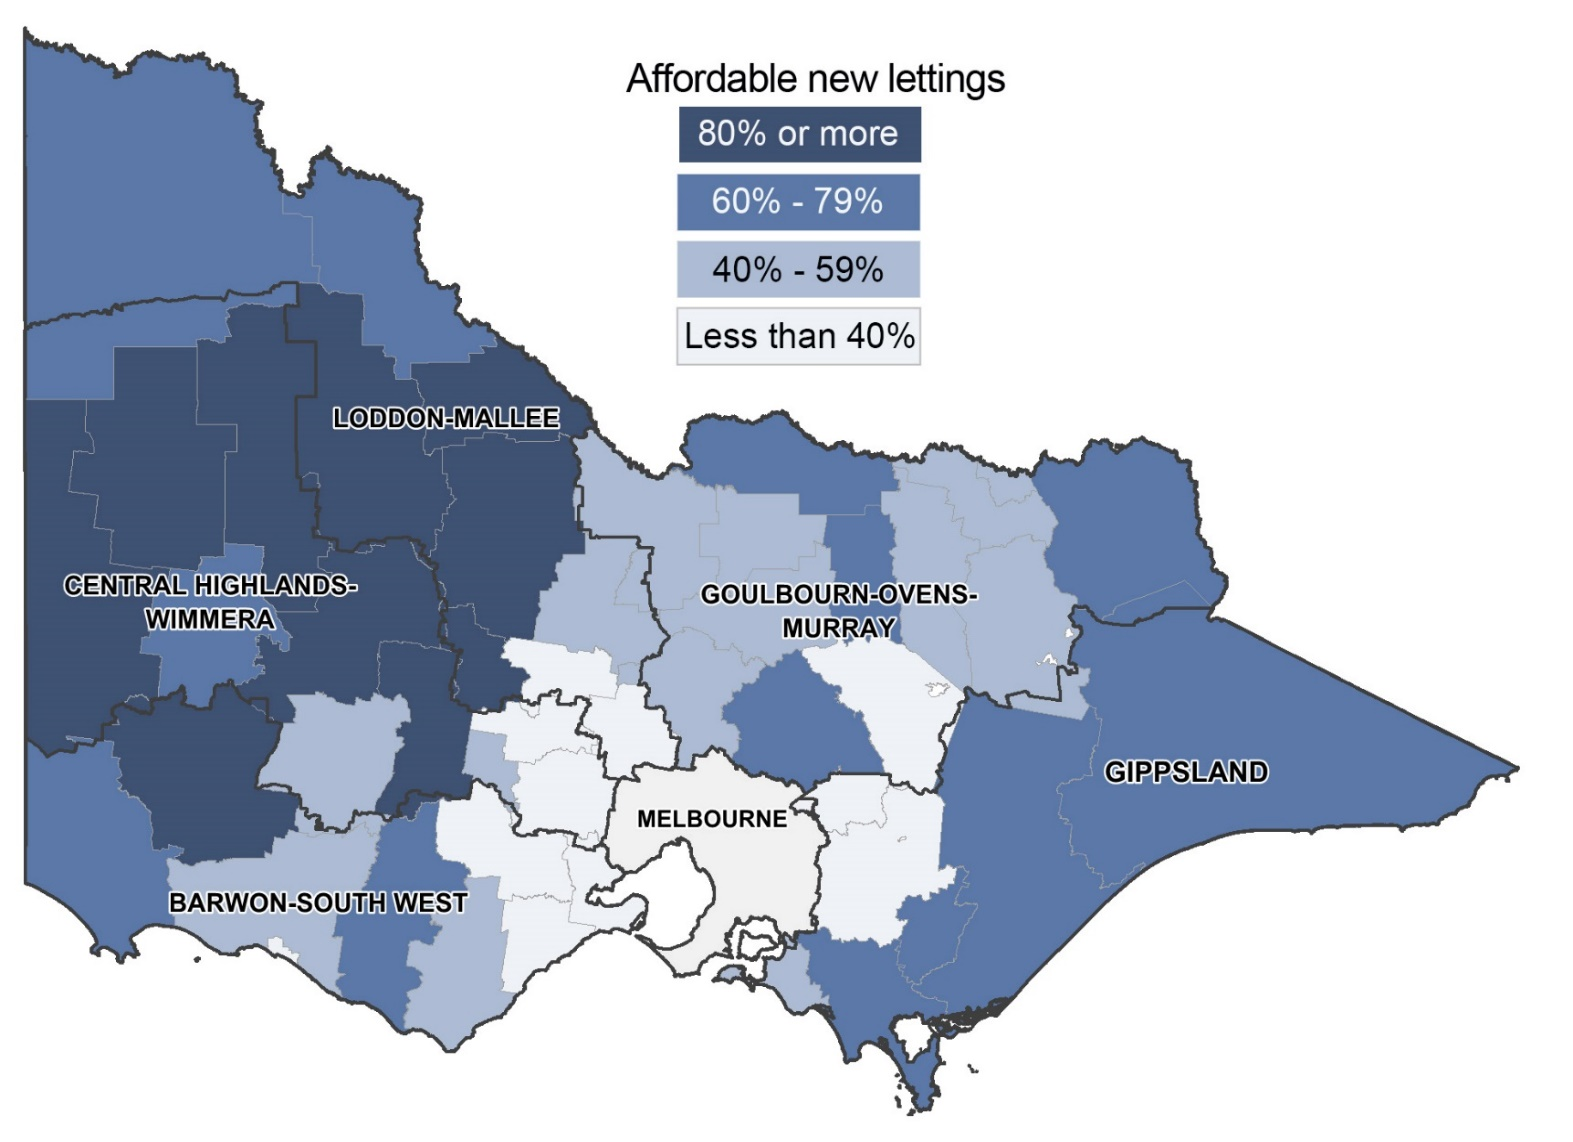 Affordable new lettings
80% or more
60% - 79%
40% - 59%
Less than 40%
LODDON-MALLEE
CENTRAL HIGHLANDS-
WIMMERA
GOULBOURN-OVENS-
MURRAY
GIPPSLAND
MELBOURNE
BARWON-SOUTH WEST